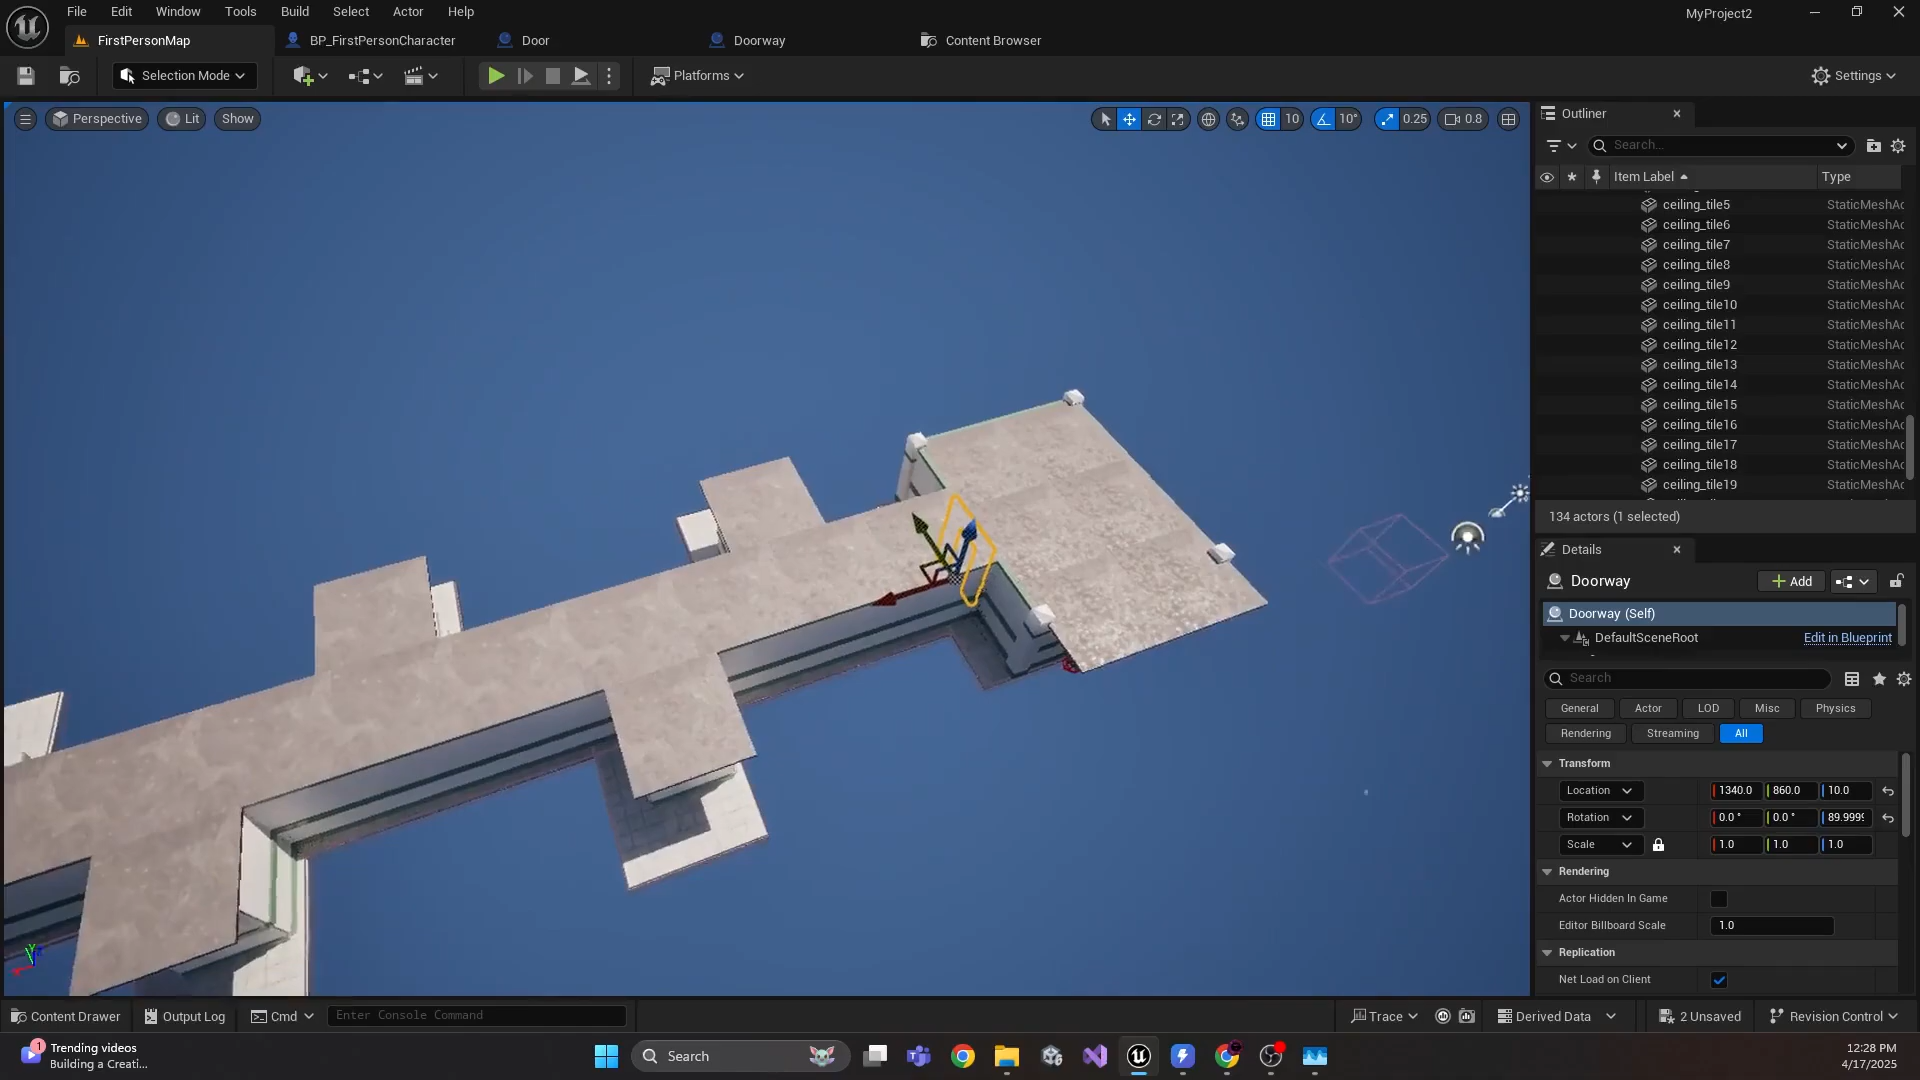 File Edit Window Tools Build Select Actor Help
MyProject2
FirstPersonMap
BP_FirstPersonCharacter
Door
Doorway
Content Browser
Selection Mode
Platforms
Settings
Perspective
Lit
Show
10
10°
0.25
0.8
Outliner
Search...
Item Label
Type
ceiling_tile5 StaticMeshAc
ceiling_tile6 StaticMeshAc
ceiling_tile7 StaticMeshAc
ceiling_tile8 StaticMeshAc
ceiling_tile9 StaticMeshAc
ceiling_tile10 StaticMeshAc
ceiling_tile11 StaticMeshAc
ceiling_tile12 StaticMeshAc
ceiling_tile13 StaticMeshAc
ceiling_tile14 StaticMeshAc
ceiling_tile15 StaticMeshAc
ceiling_tile16 StaticMeshAc
ceiling_tile17 StaticMeshAc
ceiling_tile18 StaticMeshAc
ceiling_tile19 StaticMeshAc
134 actors (1 selected)
Details
Doorway
Add
Doorway (Self)
DefaultSceneRoot Edit in Blueprint
Search
General Actor LOD Misc Physics
Rendering Streaming All
Transform
Location 1340.0 860.0 10.0
Rotation 0.0 ° 0.0 ° 89.9999
Scale 1.0 1.0 1.0
Rendering
Actor Hidden In Game
Editor Billboard Scale 1.0
Replication
Net Load on Client
Content Drawer
Output Log
Cmd
Enter Console Command
Trace
Derived Data
2 Unsaved
Revision Control
1
Trending videos
Building a Creati...
Search
12:28 PM
4/17/2025